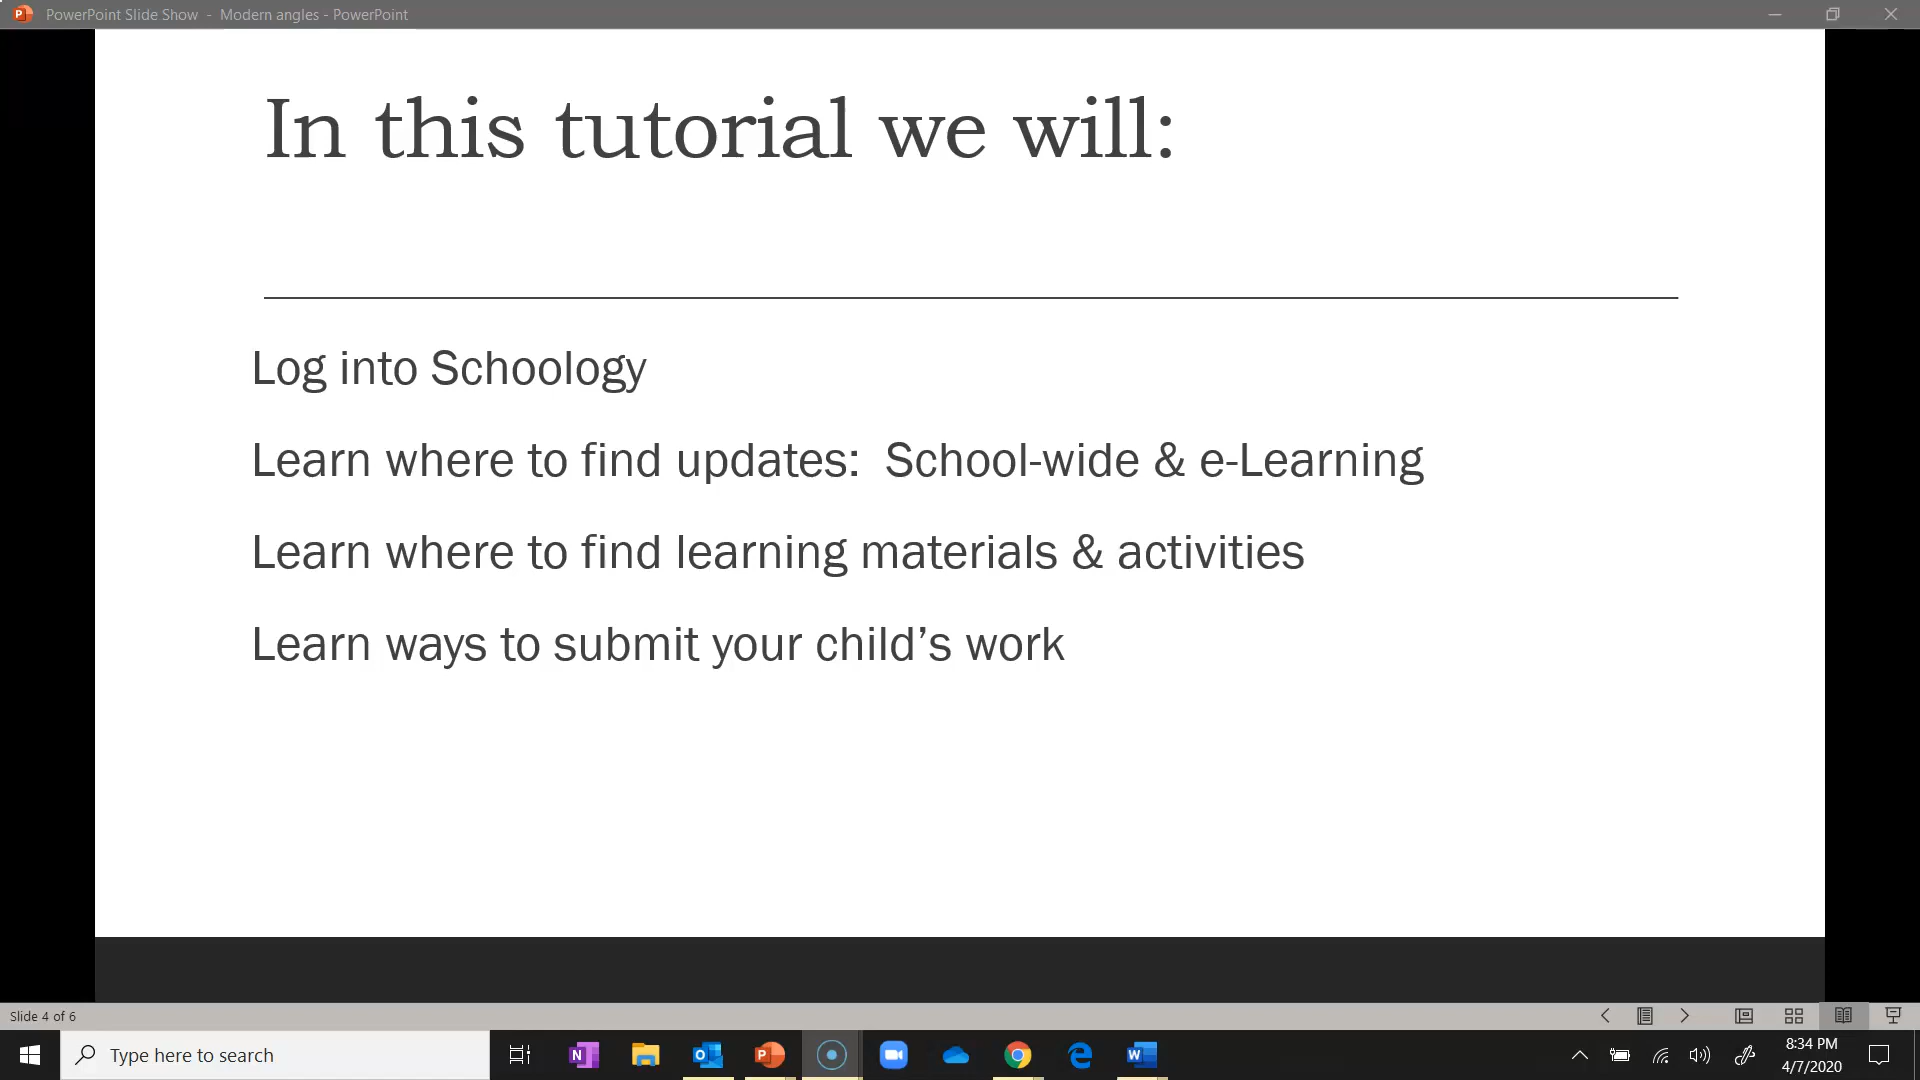 PowerPoint Slide Show - Modern angles - PowerPoint
In this tutorial we will:
Log into Schoology
Learn where to find updates:  School-wide & e-Learning
Learn where to find learning materials & activities
Learn ways to submit your child’s work
Slide 4 of 6
Type here to search
8:34 PM
4/7/2020